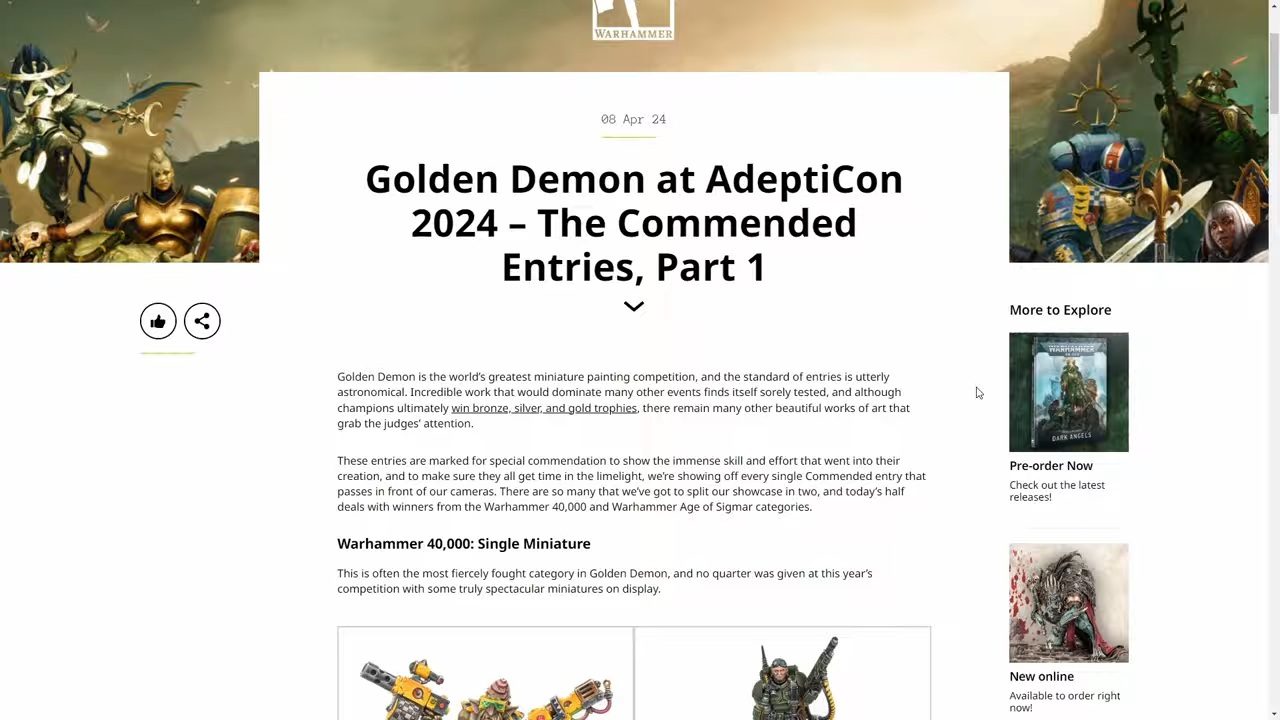 WARHAMMER
08 Apr 24
Golden Demon at AdeptiCon
2024 – The Commended
Entries, Part 1
Golden Demon is the world’s greatest miniature painting competition, and the standard of entries is utterly
astronomical. Incredible work that would dominate many other events finds itself sorely tested, and although
champions ultimately win bronze, silver, and gold trophies, there remain many other beautiful works of art that
grab the judges’ attention.
These entries are marked for special commendation to show the immense skill and effort that went into their
creation, and to make sure they all get time in the limelight, we’re showing off every single Commended entry that
passes in front of our cameras. There are so many that we’ve got to split our showcase in two, and today’s half
deals with winners from the Warhammer 40,000 and Warhammer Age of Sigmar categories.
Warhammer 40,000: Single Miniature
This is often the most fiercely fought category in Golden Demon, and no quarter was given at this year’s
competition with some truly spectacular miniatures on display.
More to Explore
WARHAMMER
DARK ANGELS
Pre-order Now
Check out the latest
releases!
New online
Available to order right
now!